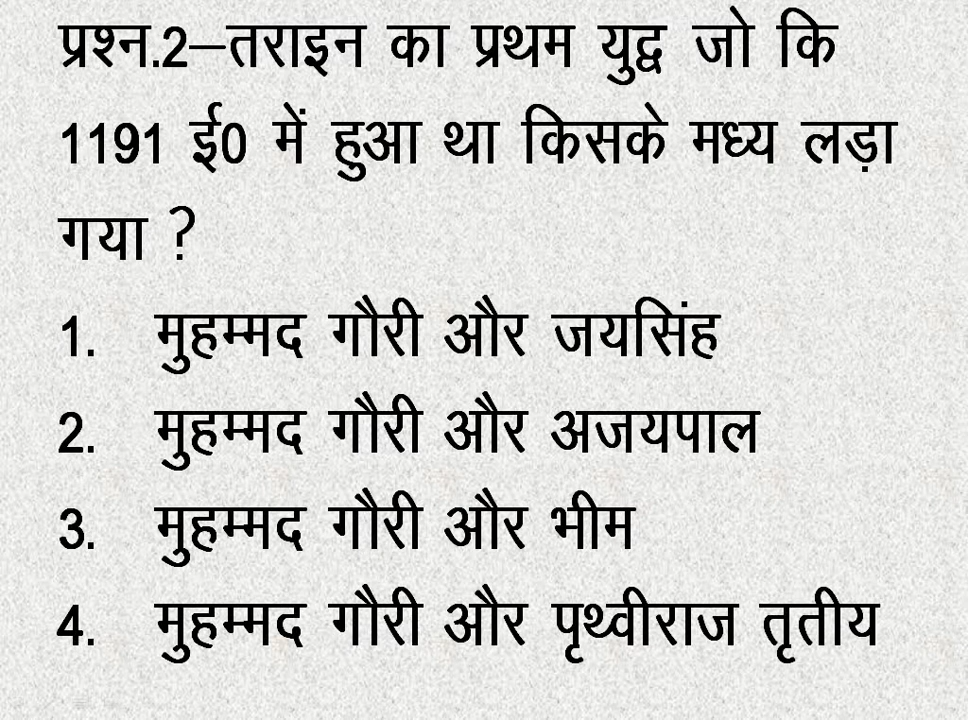 प्रश्न.2–तराइन का प्रथम युद्व जो कि
1191 ई0 में हुआ था किसके मध्य लड़ा
गया ?
1. मुहम्मद गौरी और जयसिंह
2. मुहम्मद गौरी और अजयपाल
3. मुहम्मद गौरी और भीम
4. मुहम्मद गौरी और पृथ्वीराज तृतीय